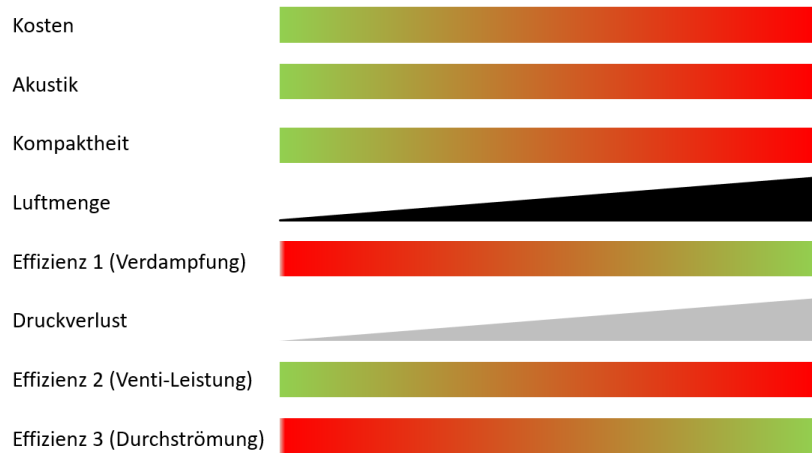 Kosten
Akustik
Kompaktheit
Luftmenge
Effizienz 1 (Verdampfung)
Druckverlust
Effizienz 2 (Venti-Leistung)
Effizienz 3 (Durchströmung)